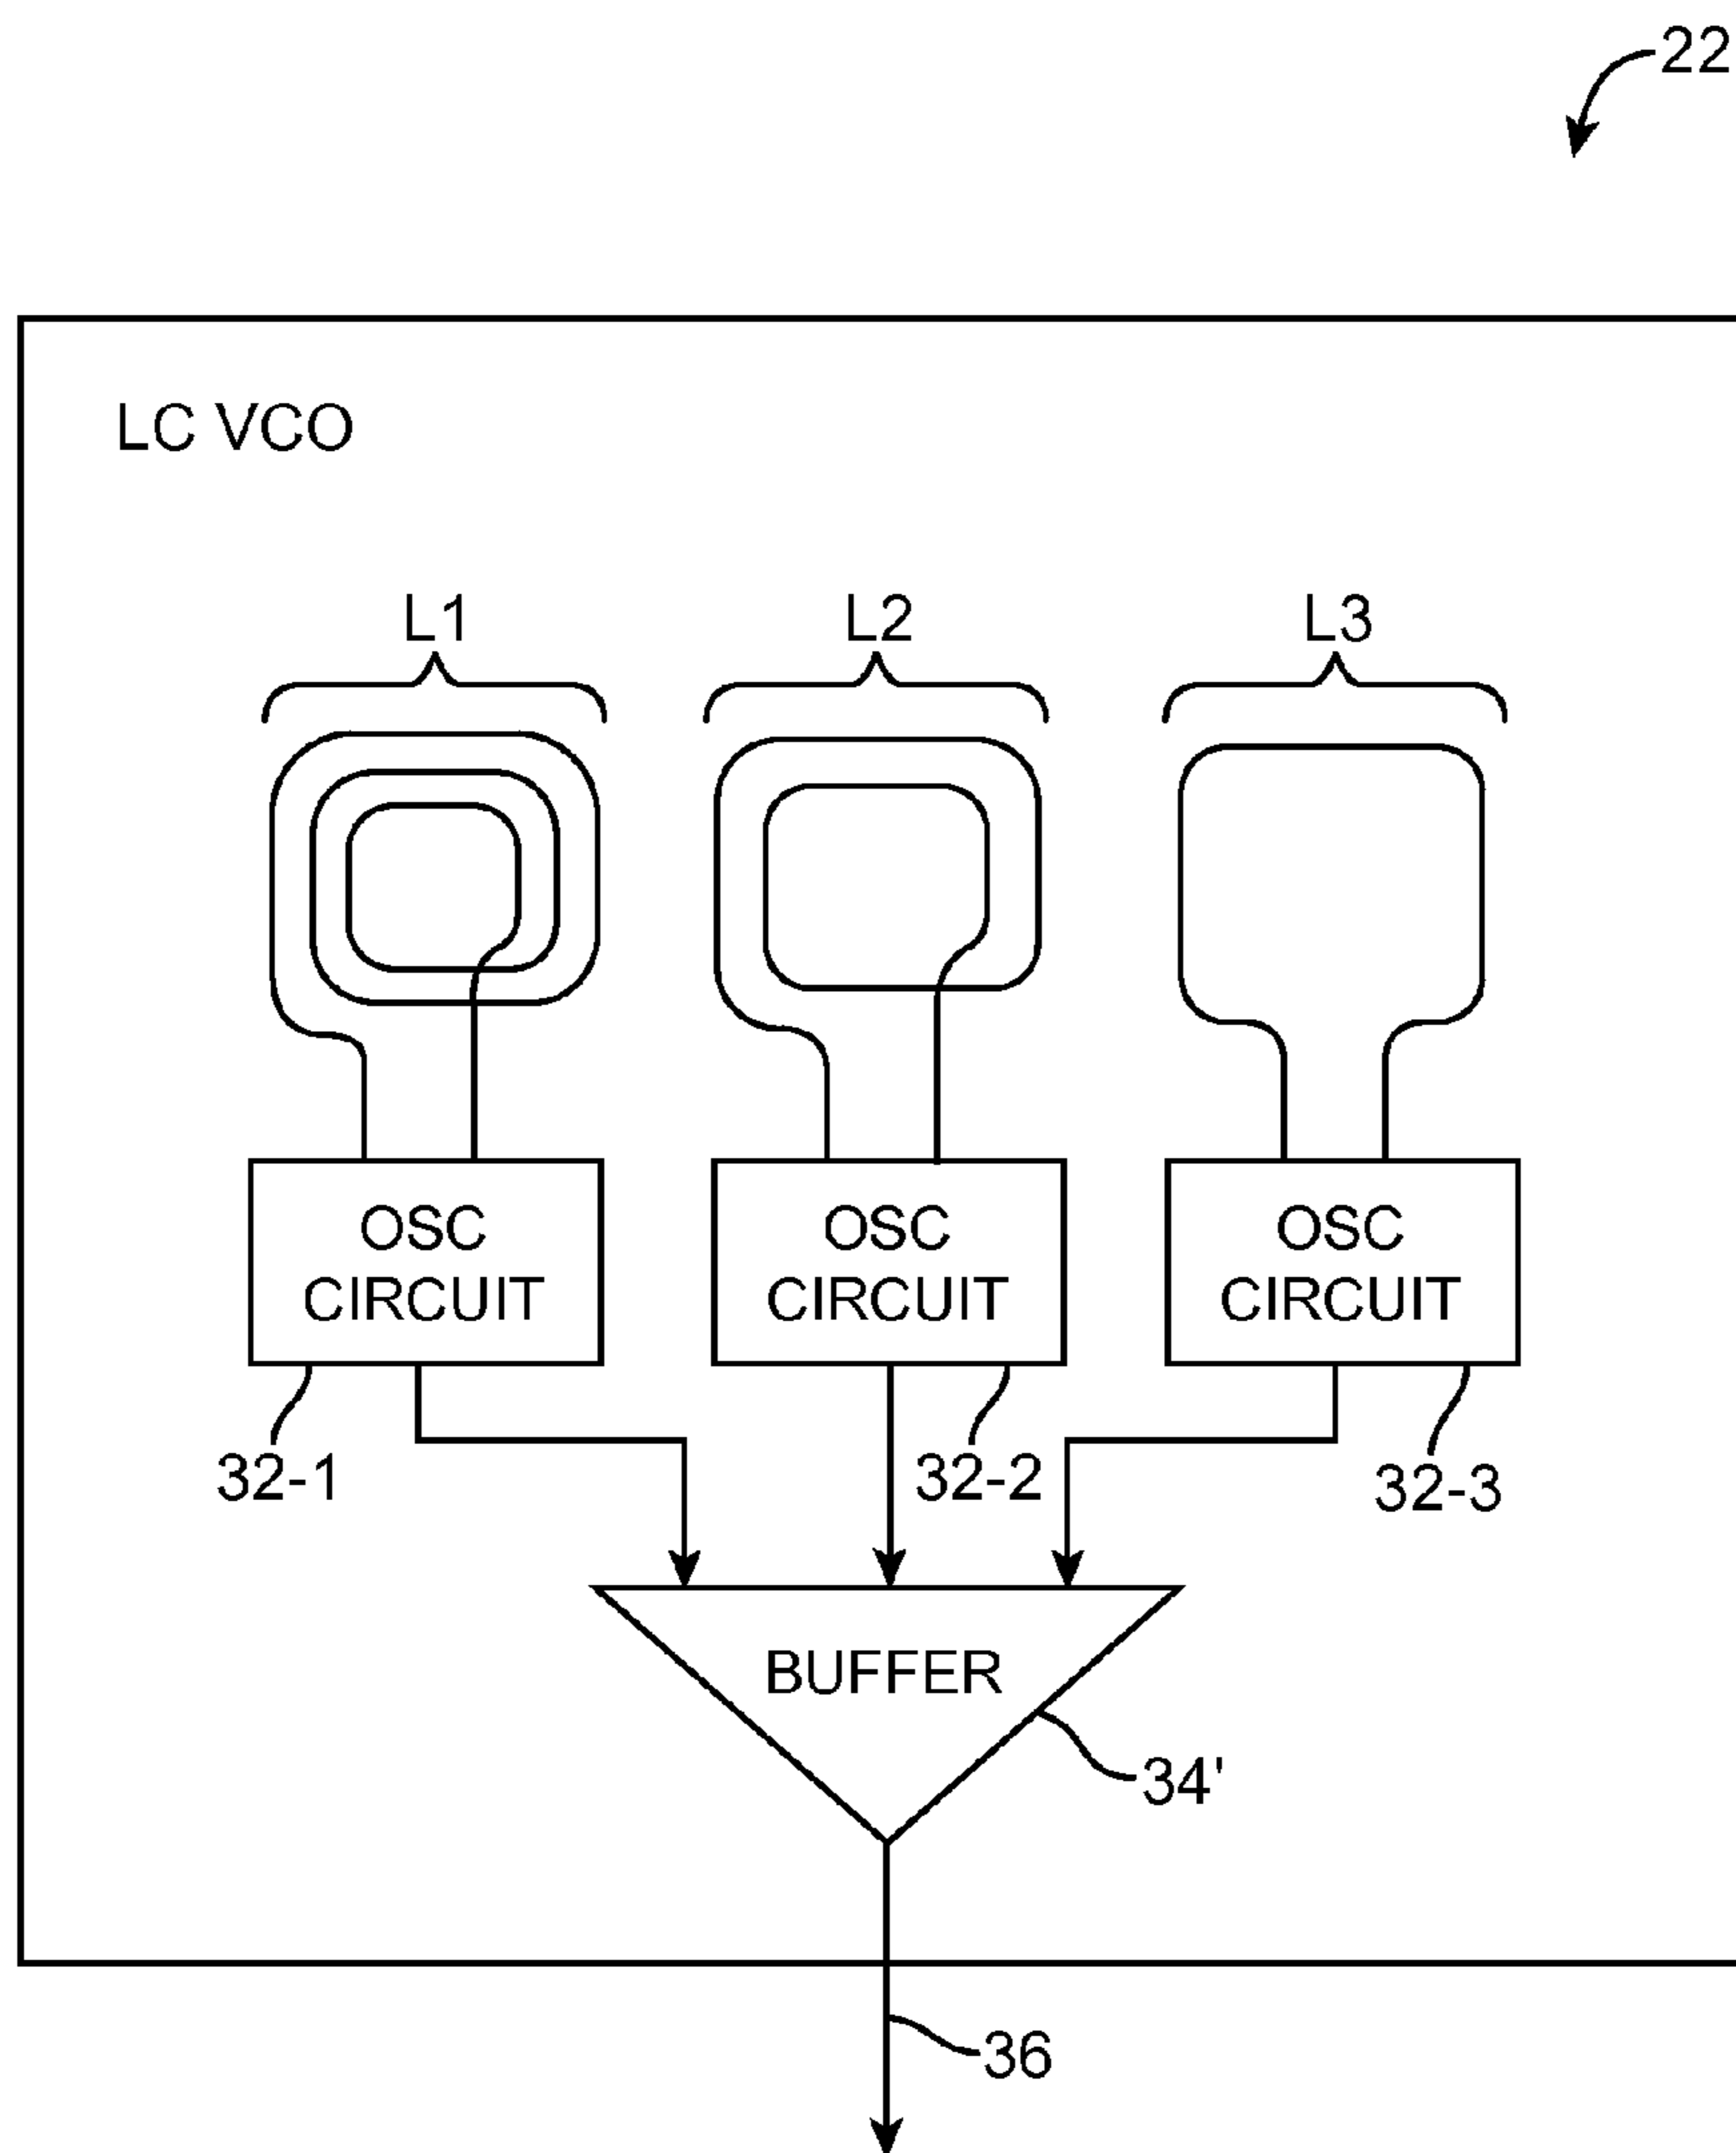 22
LC VCO
L1
L2
L3
OSC
CIRCUIT
OSC
CIRCUIT
OSC
CIRCUIT
32-1
32-2
32-3
BUFFER
34'
36